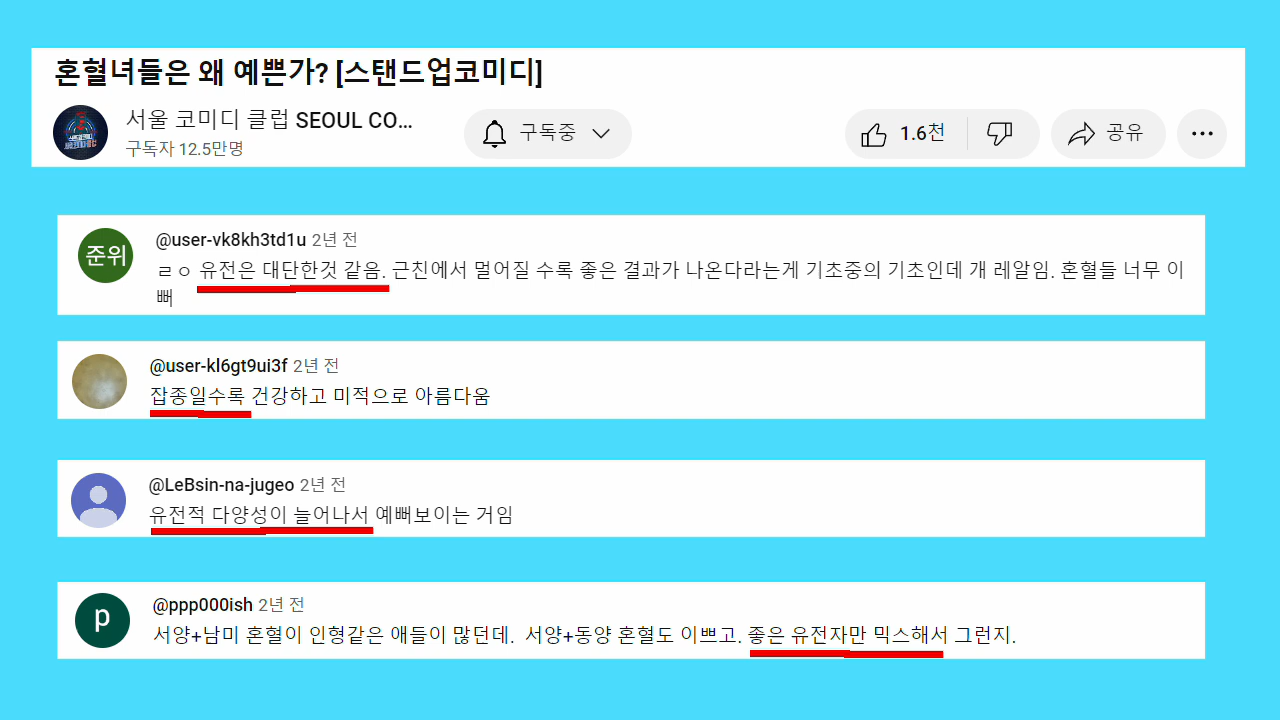 혼혈녀들은 왜 예쁜가? [스탠드업코미디]
서울 코미디 클럽 SEOUL CO...
구독자 12.5만명
구독중
1.6천
공유
준위
@user-vk8kh3td1u 2년 전
ㄹㅇ 유전은 대단한것 같음. 근친에서 멀어질 수록 좋은 결과가 나온다라는게 기초중의 기초인데 개 레알임. 혼혈들 너무 이
뻐
@user-kl6gt9ui3f 2년 전
잡종일수록 건강하고 미적으로 아름다움
@LeBsin-na-jugeo 2년 전
유전적 다양성이 늘어나서 예뻐보이는 거임
p
@ppp000ish 2년 전
서양+남미 혼혈이 인형같은 애들이 많던데. 서양+동양 혼혈도 이쁘고. 좋은 유전자만 믹스해서 그런지.